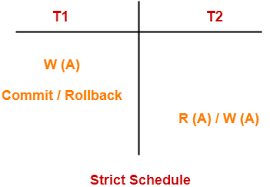 T1 T2
W (A)
Commit / Rollback
R (A) / W (A)
Strict Schedule